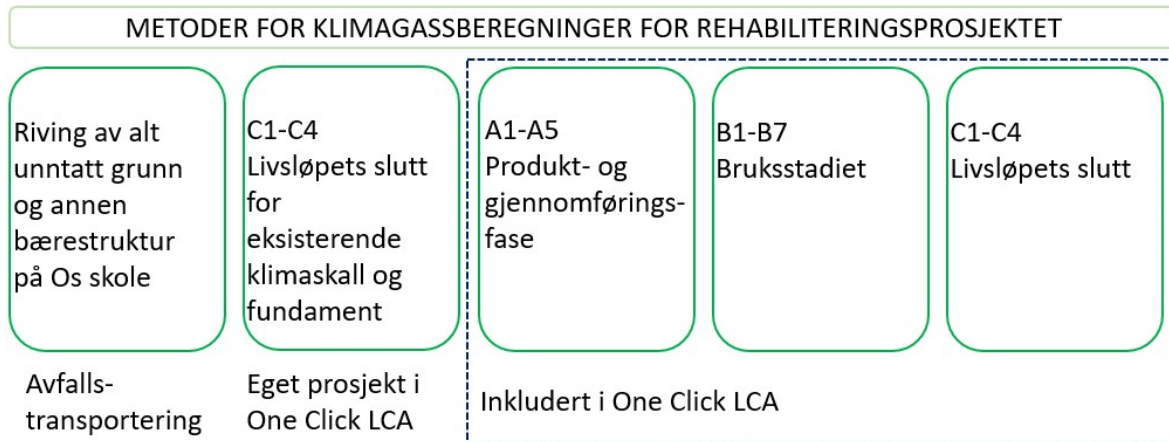 METODER FOR KLIMAGASSBEREGNINGER FOR REHABILITERINGSPROSJEKTET
Riving av alt
unntatt grunn
og annen
bærestruktur
på Os skole
C1-C4
Livsløpets slutt
for
eksisterende
klimaskall og
fundament
A1-A5
Produkt- og
gjennomførings-
fase
B1-B7
Bruksstadiet
C1-C4
Livsløpets slutt
Avfalls-
transportering
Eget prosjekt i
One Click LCA
Inkludert i One Click LCA